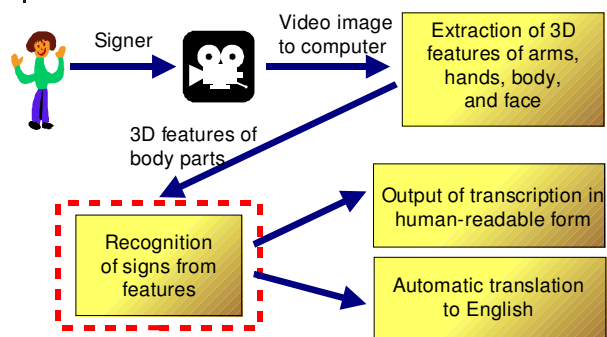 Signer
Video image
to computer
Extraction of 3D
features of arms,
hands, body,
and face
3D features of
body parts
Recognition
of signs from
features
Output of transcription in
human-readable form
Automatic translation
to English